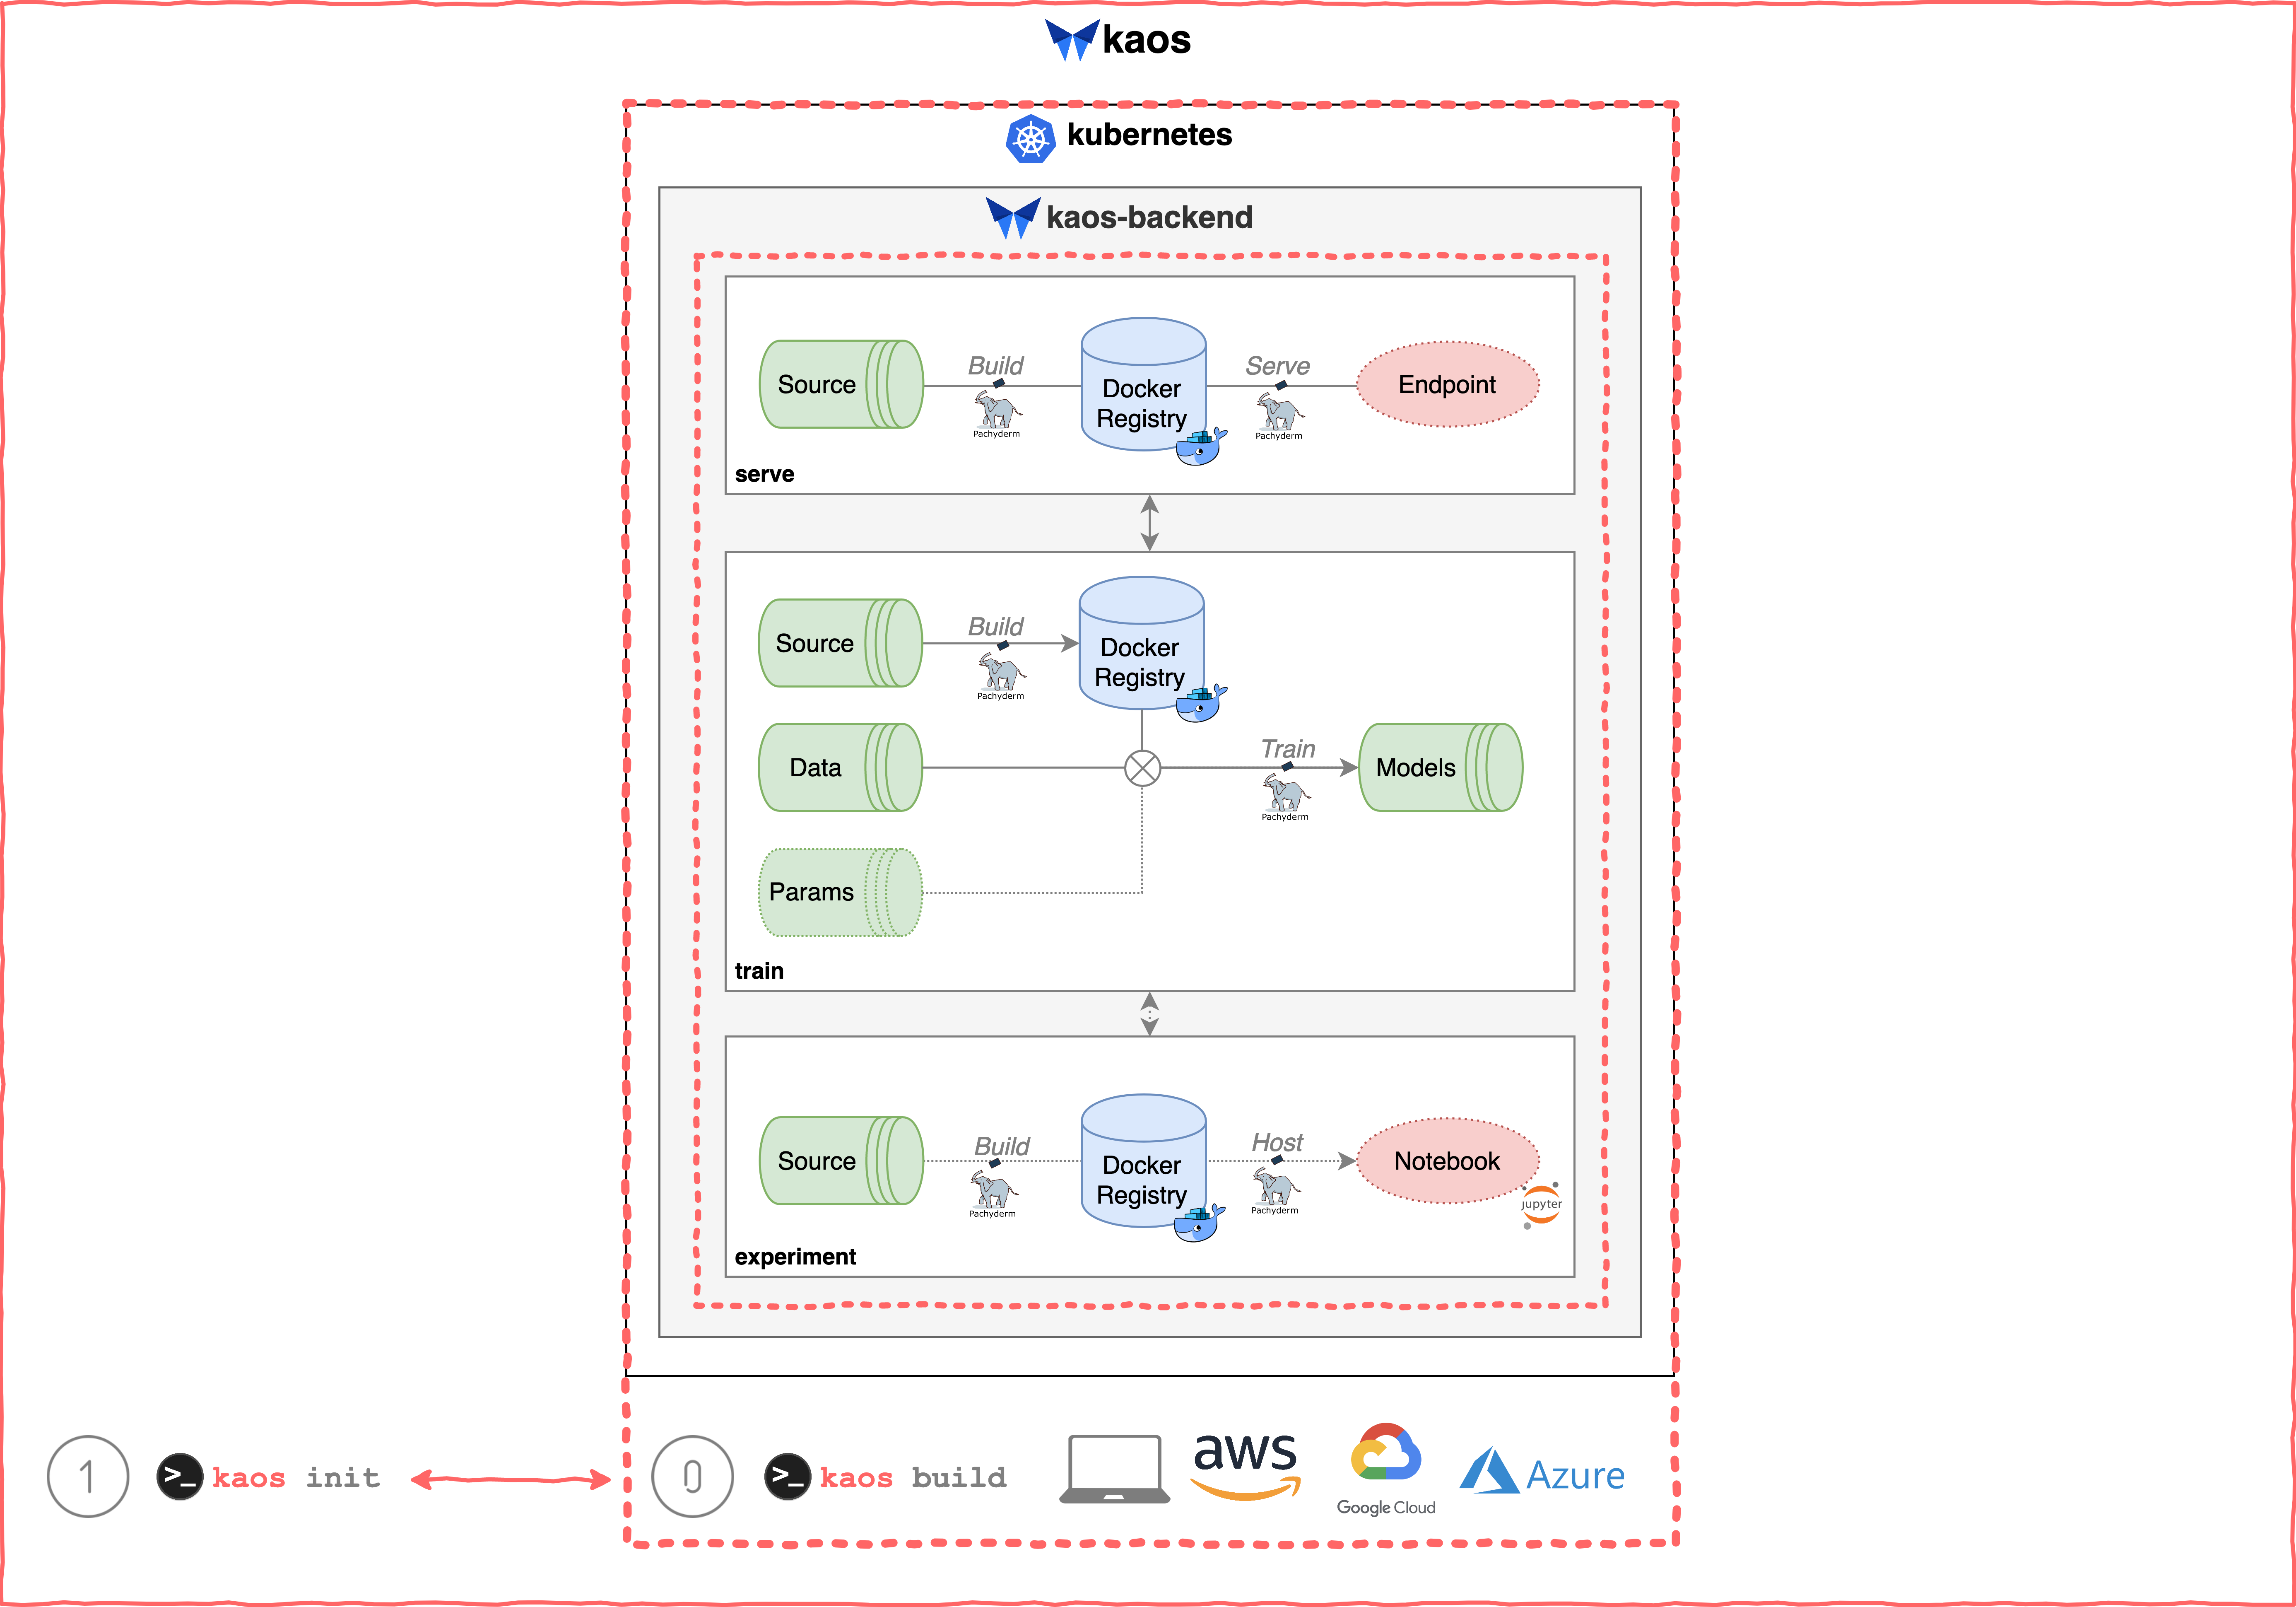 kaos
kubernetes
kaos-backend
Source
Build
Pachyderm
Docker
Registry
Serve
Pachyderm
Endpoint
serve
Source
Build
Pachyderm
Docker
Registry
Data
Train
Pachyderm
Models
Params
train
Source
Build
Pachyderm
Docker
Registry
Host
Pachyderm
Notebook
jupyter
experiment
1 >_ kaos init
0 >_ kaos build
aws
Google Cloud
Azure